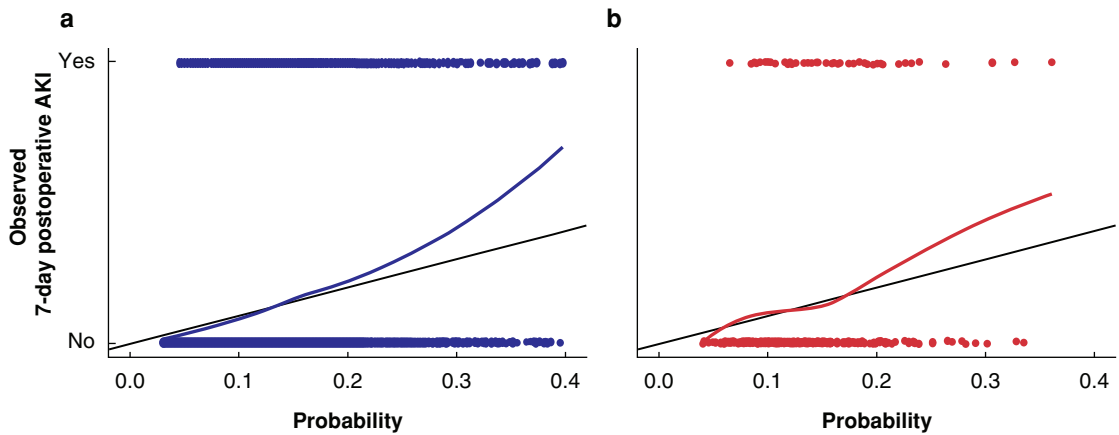 a
b
Observed
7-day postoperative AKI
Yes
No
0.0 0.1 0.2 0.3 0.4
Probability
0.0 0.1 0.2 0.3 0.4
Probability